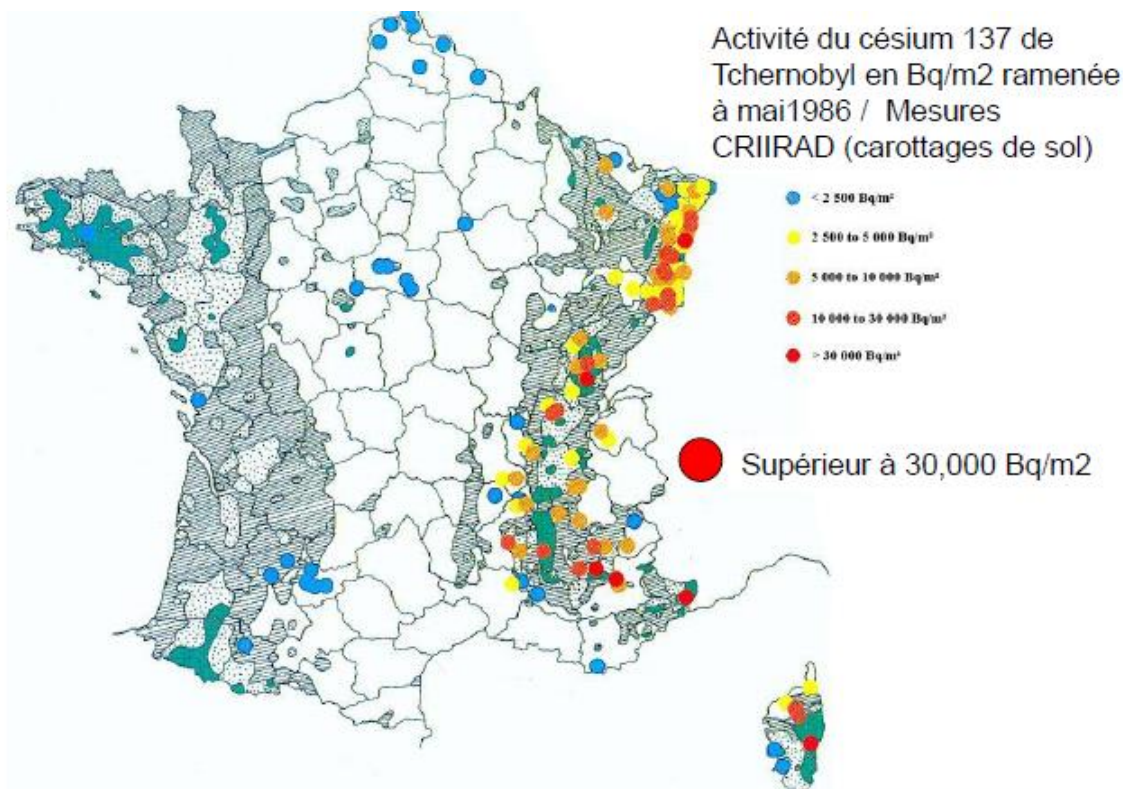 Activité du césium 137 de
Tchernobyl en Bq/m2 ramenée
à mai1986 / Mesures
CRIIRAD (carottages de sol)
< 2 500 Bq/m²
2 500 to 5 000 Bq/m²
5 000 to 10 000 Bq/m²
10 000 to 30 000 Bq/m²
> 30 000 Bq/m²
Supérieur à 30,000 Bq/m2